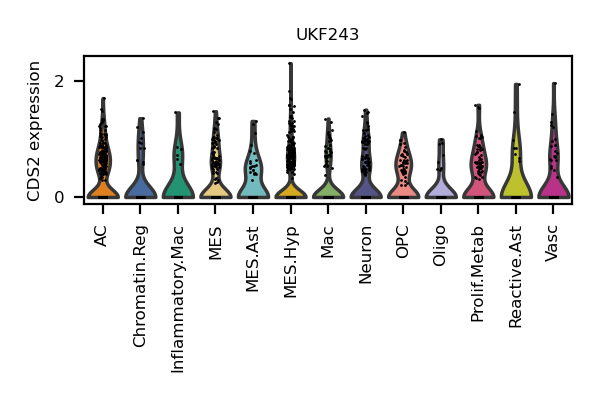 UKF243
CDS2 expression
2
0
AC
Chromatin.Reg
Inflammatory.Mac
MES
MES.Ast
MES.Hyp
Mac
Neuron
OPC
Oligo
Prolif.Metab
Reactive.Ast
Vasc